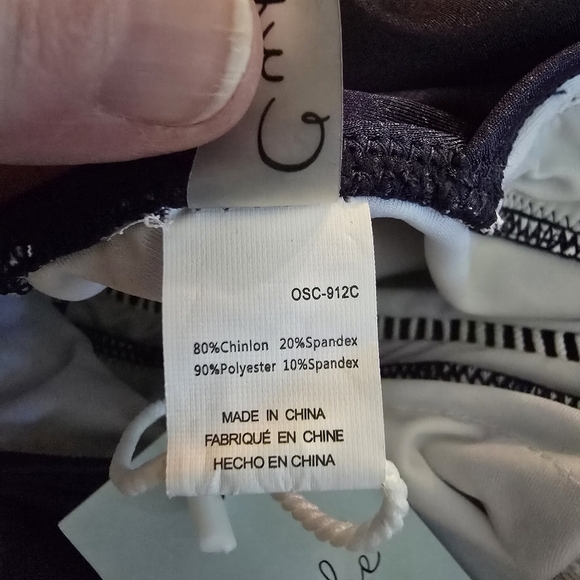 OSC-912C
80%Chinlon 20%Spandex
90%Polyester 10%Spandex
MADE IN CHINA
FABRIQUÉ EN CHINE
HECHO EN CHINA